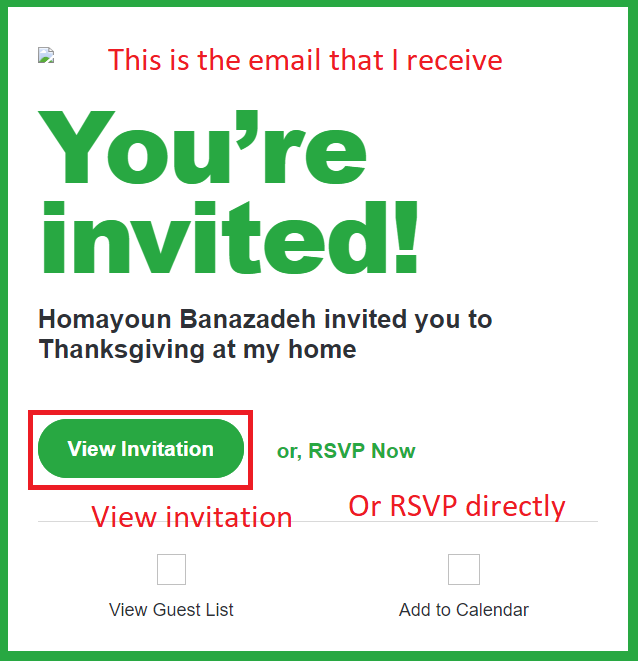 This is the email that I receive
You’re
invited!
Homayoun Banazadeh invited you to
Thanksgiving at my home
View Invitation
or, RSVP Now
View invitation
Or RSVP directly
View Guest List
Add to Calendar